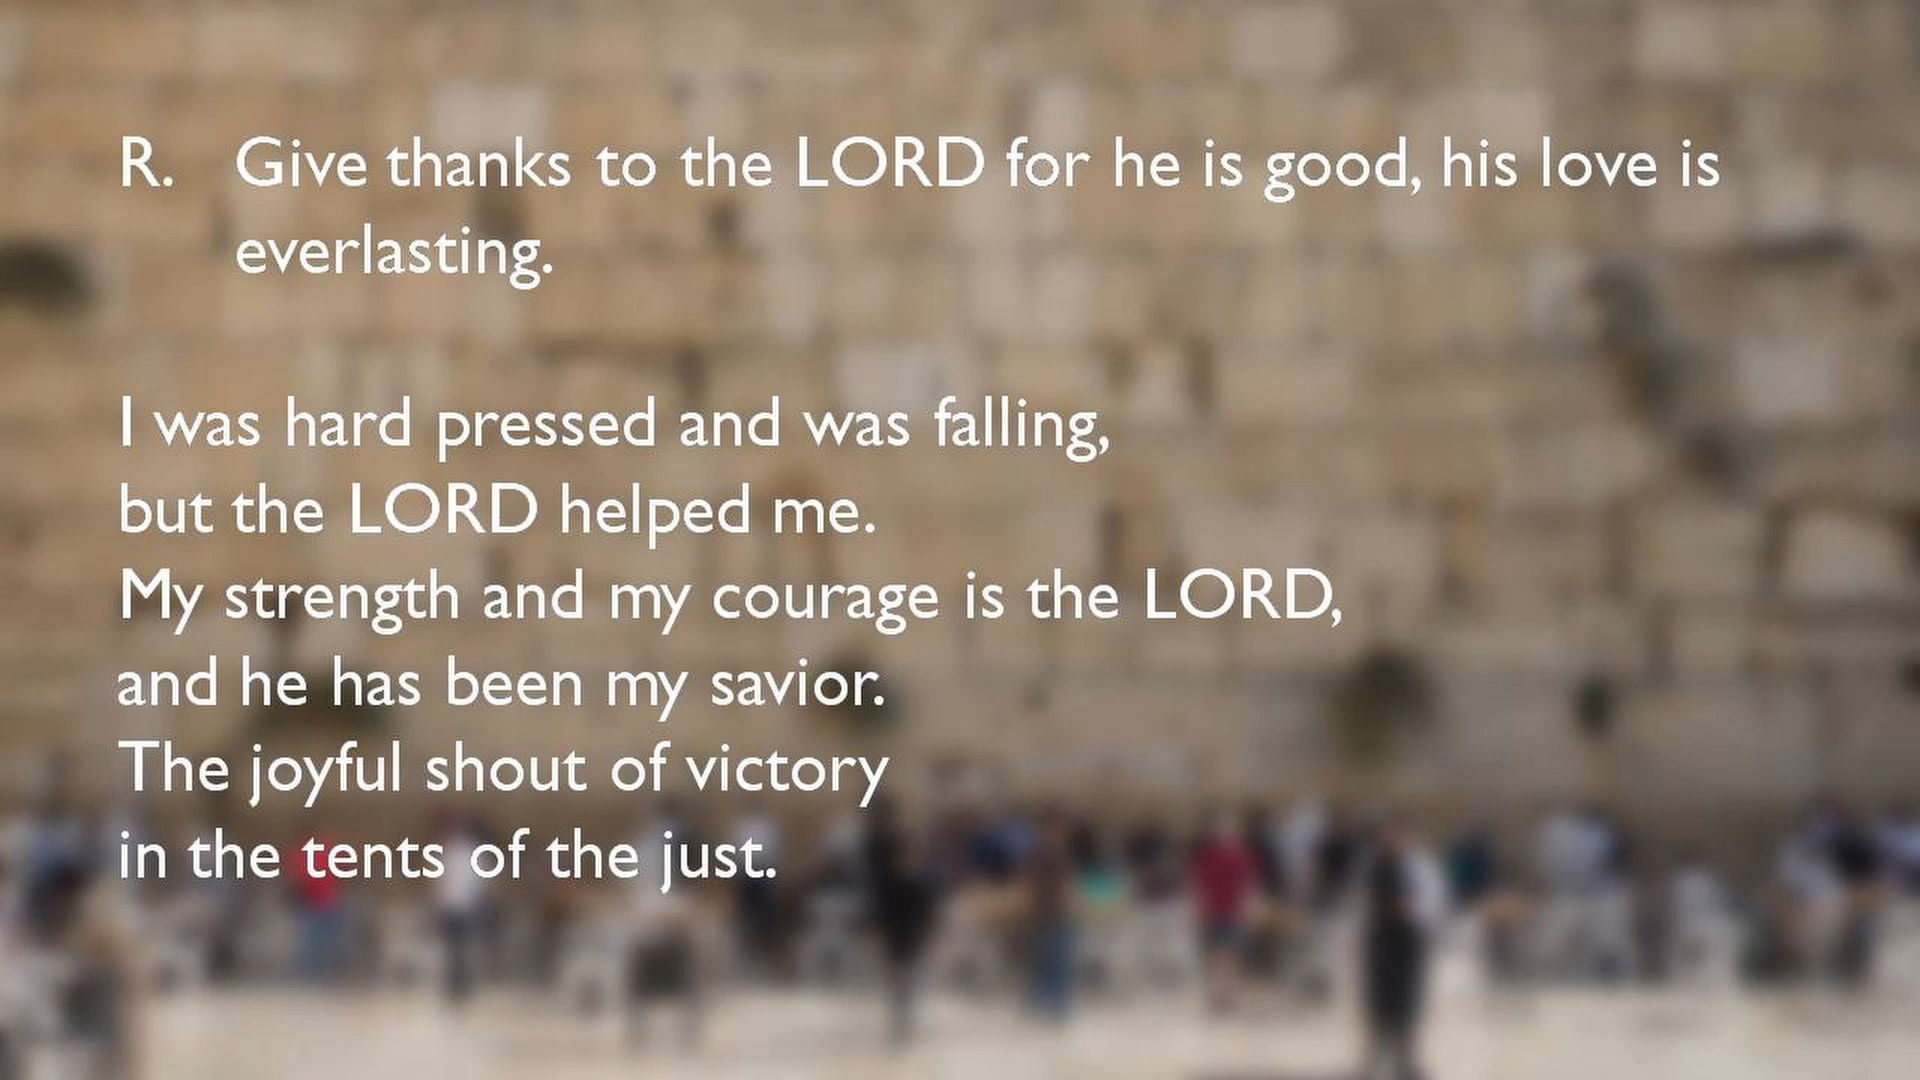 R. Give thanks to the LORD for he is good, his love is
everlasting.
I was hard pressed and was falling,
but the LORD helped me.
My strength and my courage is the LORD,
and he has been my savior.
The joyful shout of victory
in the tents of the just.